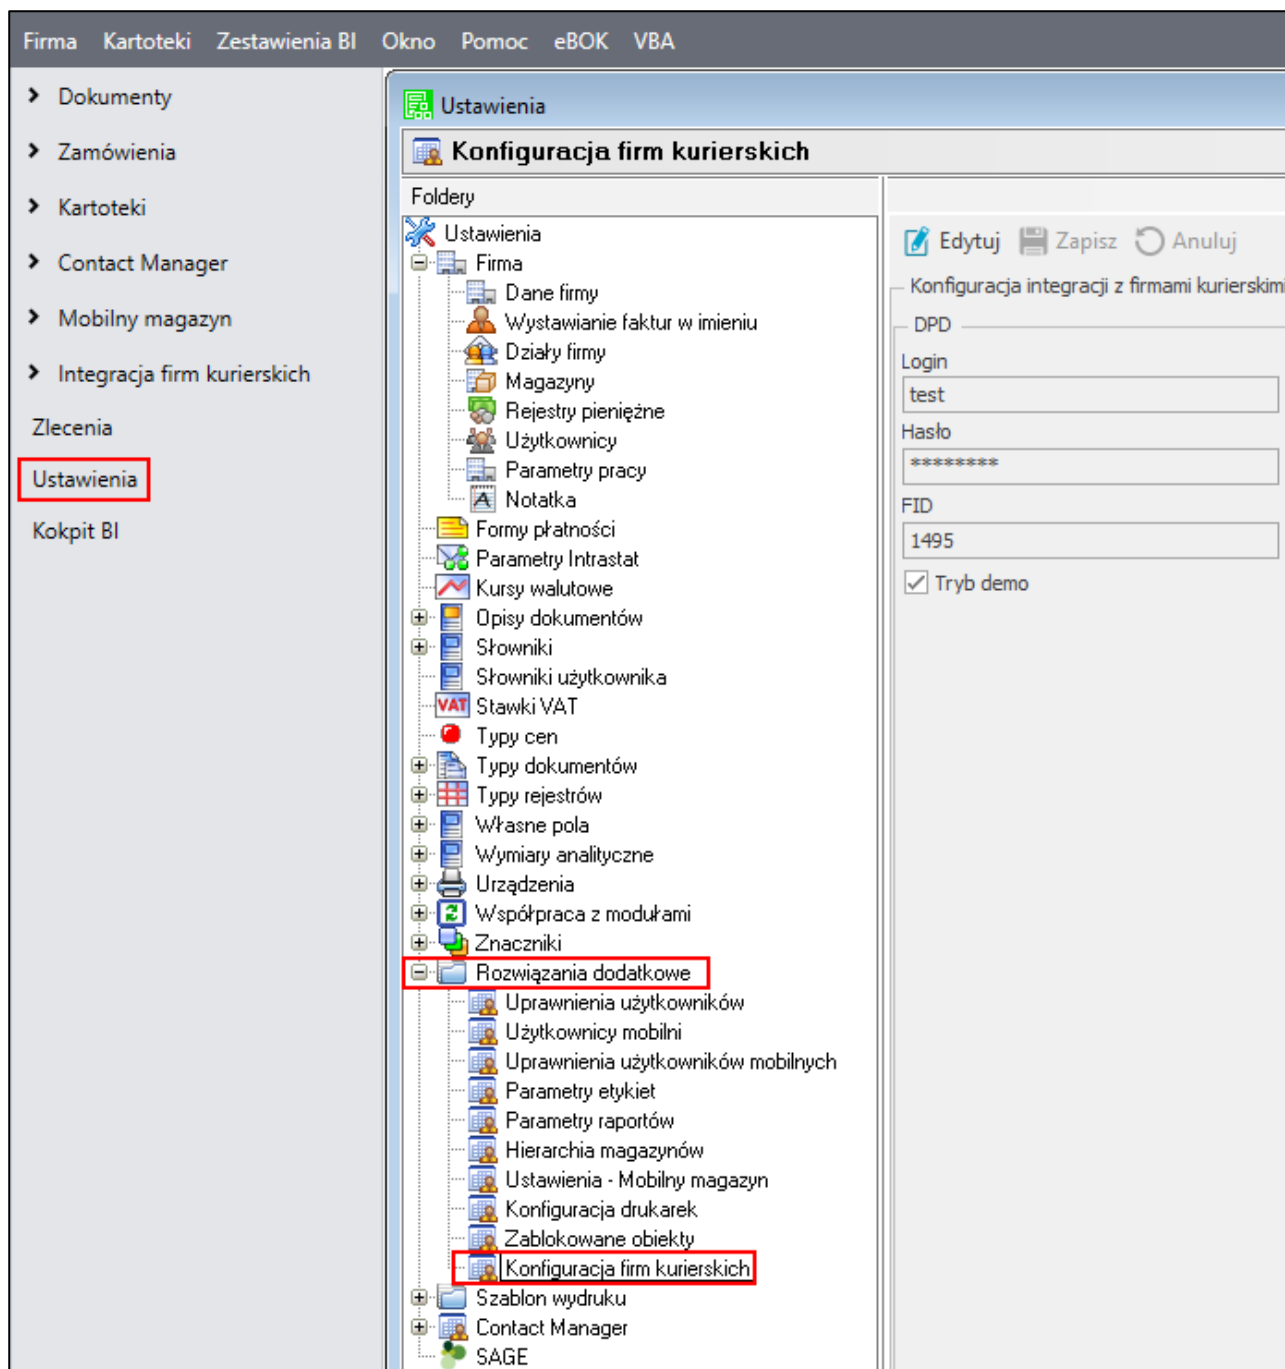 Firma Kartoteki Zestawienia BI Okno Pomoc eBOK VBA
Dokumenty
Zamówienia
Kartoteki
Contact Manager
Mobilny magazyn
Integracja firm kurierskich
Zlecenia
Ustawienia
Kokpit BI
Ustawienia
Konfiguracja firm kurierskich
Foldery
Ustawienia
Firma
Dane firmy
Wystawianie faktur w imieniu
Działy firmy
Magazyny
Rejestry pieniężne
Użytkownicy
Parametry pracy
Notatka
Formy płatności
Parametry Intrastat
Kursy walutowe
Opisy dokumentów
Słowniki
Słowniki użytkownika
VAT Stawki VAT
Typy cen
Typy dokumentów
Typy rejestrów
Własne pola
Wymiary analityczne
Urządzenia
Współpraca z modułami
Znaczniki
Rozwiązania dodatkowe
Uprawnienia użytkowników
Użytkownicy mobilni
Uprawnienia użytkowników mobilnych
Parametry etykiet
Parametry raportów
Hierarchia magazynów
Ustawienia - Mobilny magazyn
Konfiguracja drukarek
Zablokowane obiekty
Konfiguracja firm kurierskich
Szablon wydruku
Contact Manager
SAGE
Edytuj Zapisz Anuluj
Konfiguracja integracji z firmami kurierskimi
DPD
Login
test
Hasło
********
FID
1495
Tryb demo